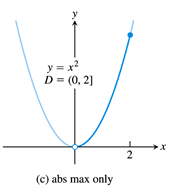 y
y = x²
D = (0, 2]
x
2
(c) abs max only